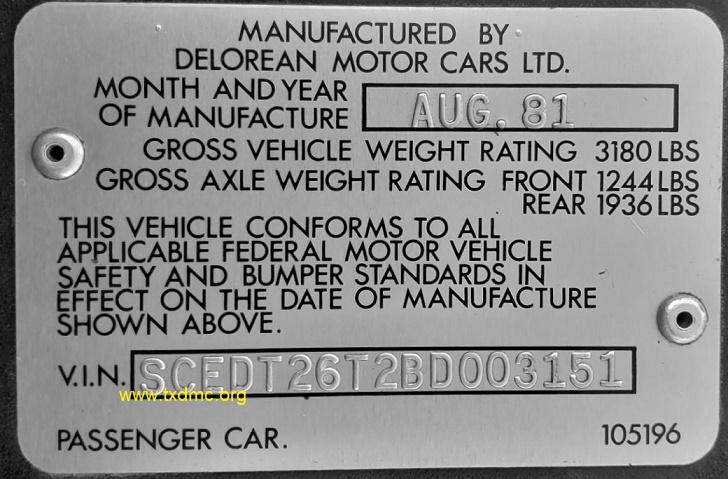 MANUFACTURED BY
DELOREAN MOTOR CARS LTD.
MONTH AND YEAR
OF MANUFACTURE AUG, 81
GROSS VEHICLE WEIGHT RATING 3180 LBS
GROSS AXLE WEIGHT RATING FRONT 1244 LBS
REAR 1936 LBS
THIS VEHICLE CONFORMS TO ALL
APPLICABLE FEDERAL MOTOR VEHICLE
SAFETY AND BUMPER STANDARDS IN
EFFECT ON THE DATE OF MANUFACTURE
SHOWN ABOVE.
V.I.N. SCEDT26T2BD003151
www.txdmc.org
PASSENGER CAR. 105196